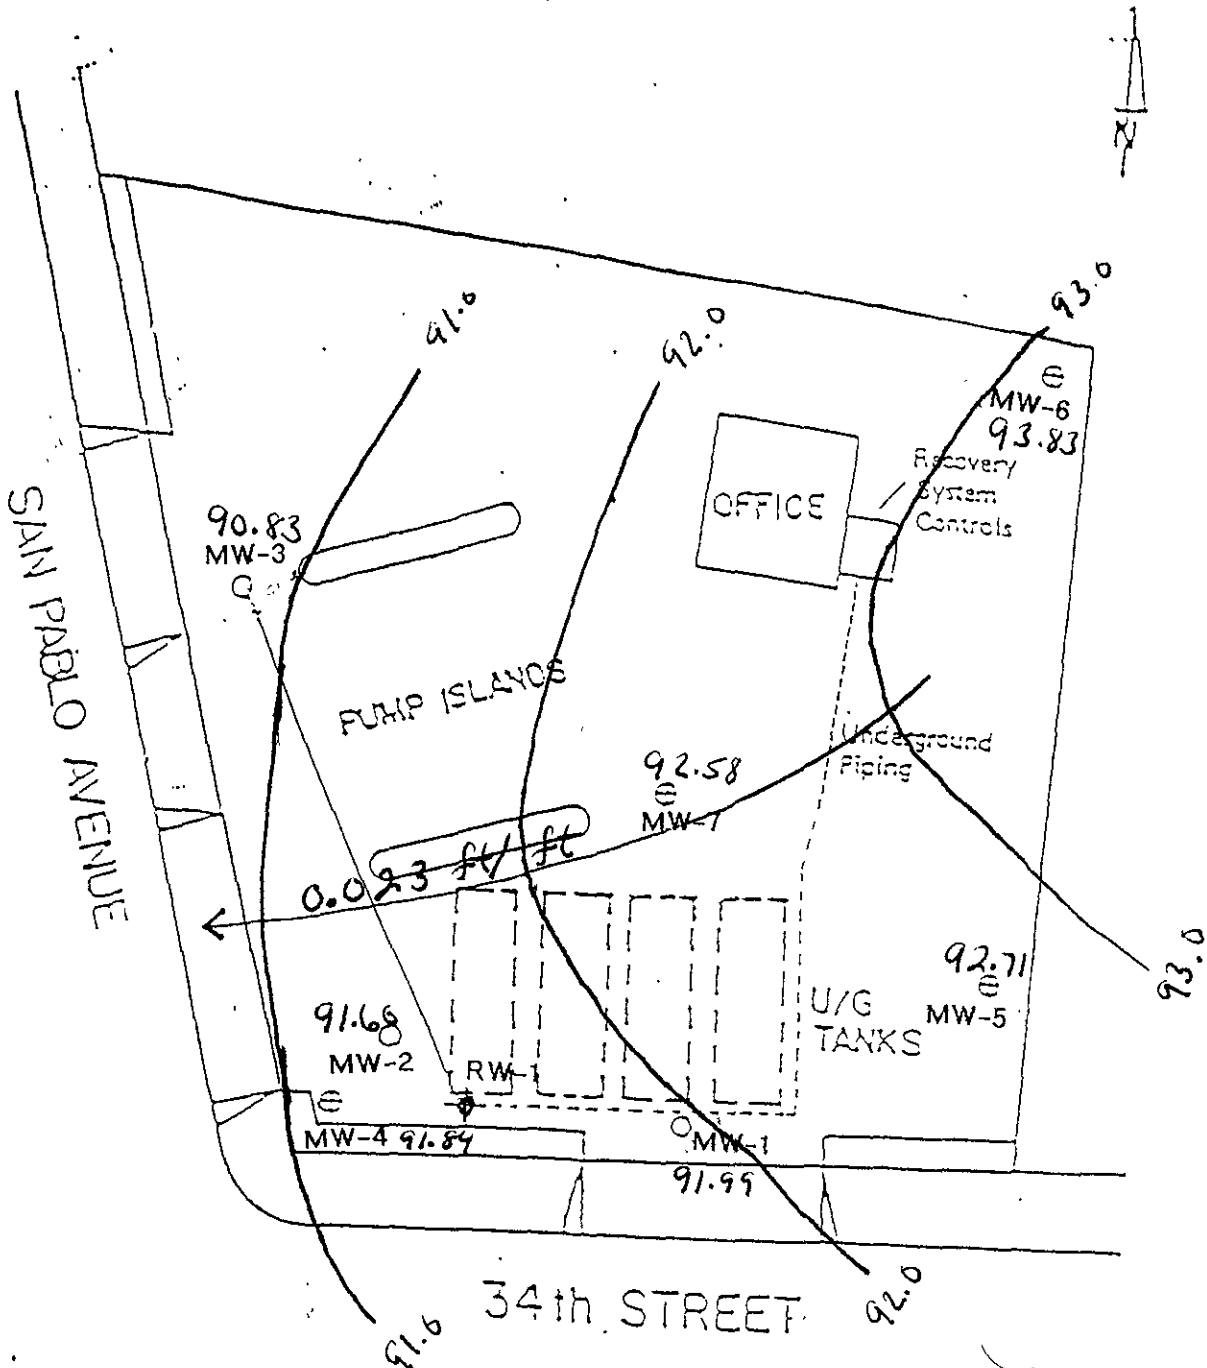 N
93.0
91.0
92.0
MW-6
93.83
Recovery
System
Controls
OFFICE
90.83
MW-3
SAN PABLO AVENUE
PUMP ISLANDS
Underground
Piping
92.58
MW-7
0.023 ft/ft
92.71
MW-5
93.0
U/G
TANKS
91.68
MW-2
RW-1
MW-4 91.84
MW-1
91.99
34th STREET
92.0
91.0